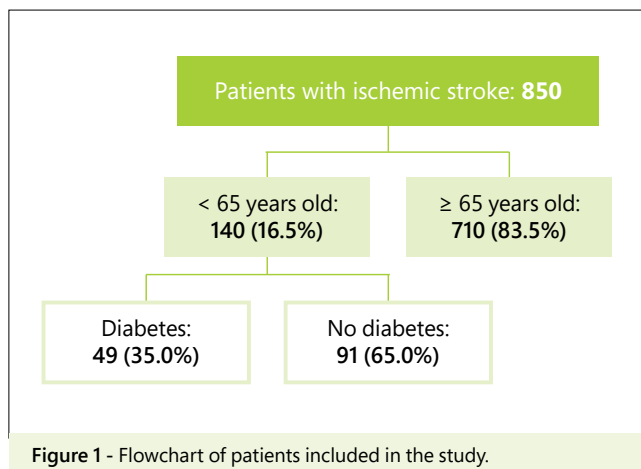 Patients with ischemic stroke: 850
< 65 years old:
140 (16.5%)
≥ 65 years old:
710 (83.5%)
Diabetes:
49 (35.0%)
No diabetes:
91 (65.0%)
Figure 1 - Flowchart of patients included in the study.